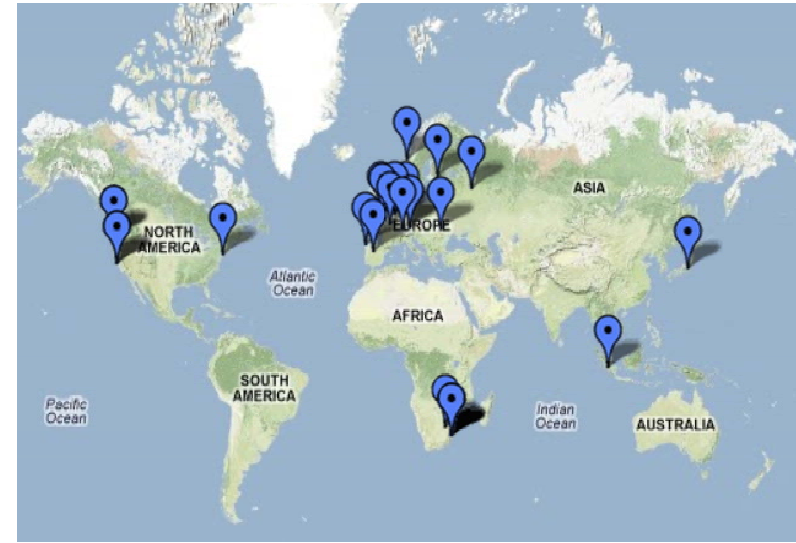 ASIA
EUROPE
NORTH
AMERICA
Atlantic
Ocean
AFRICA
SOUTH
AMERICA
Pacific
Ocean
Indian
Ocean
AUSTRALIA